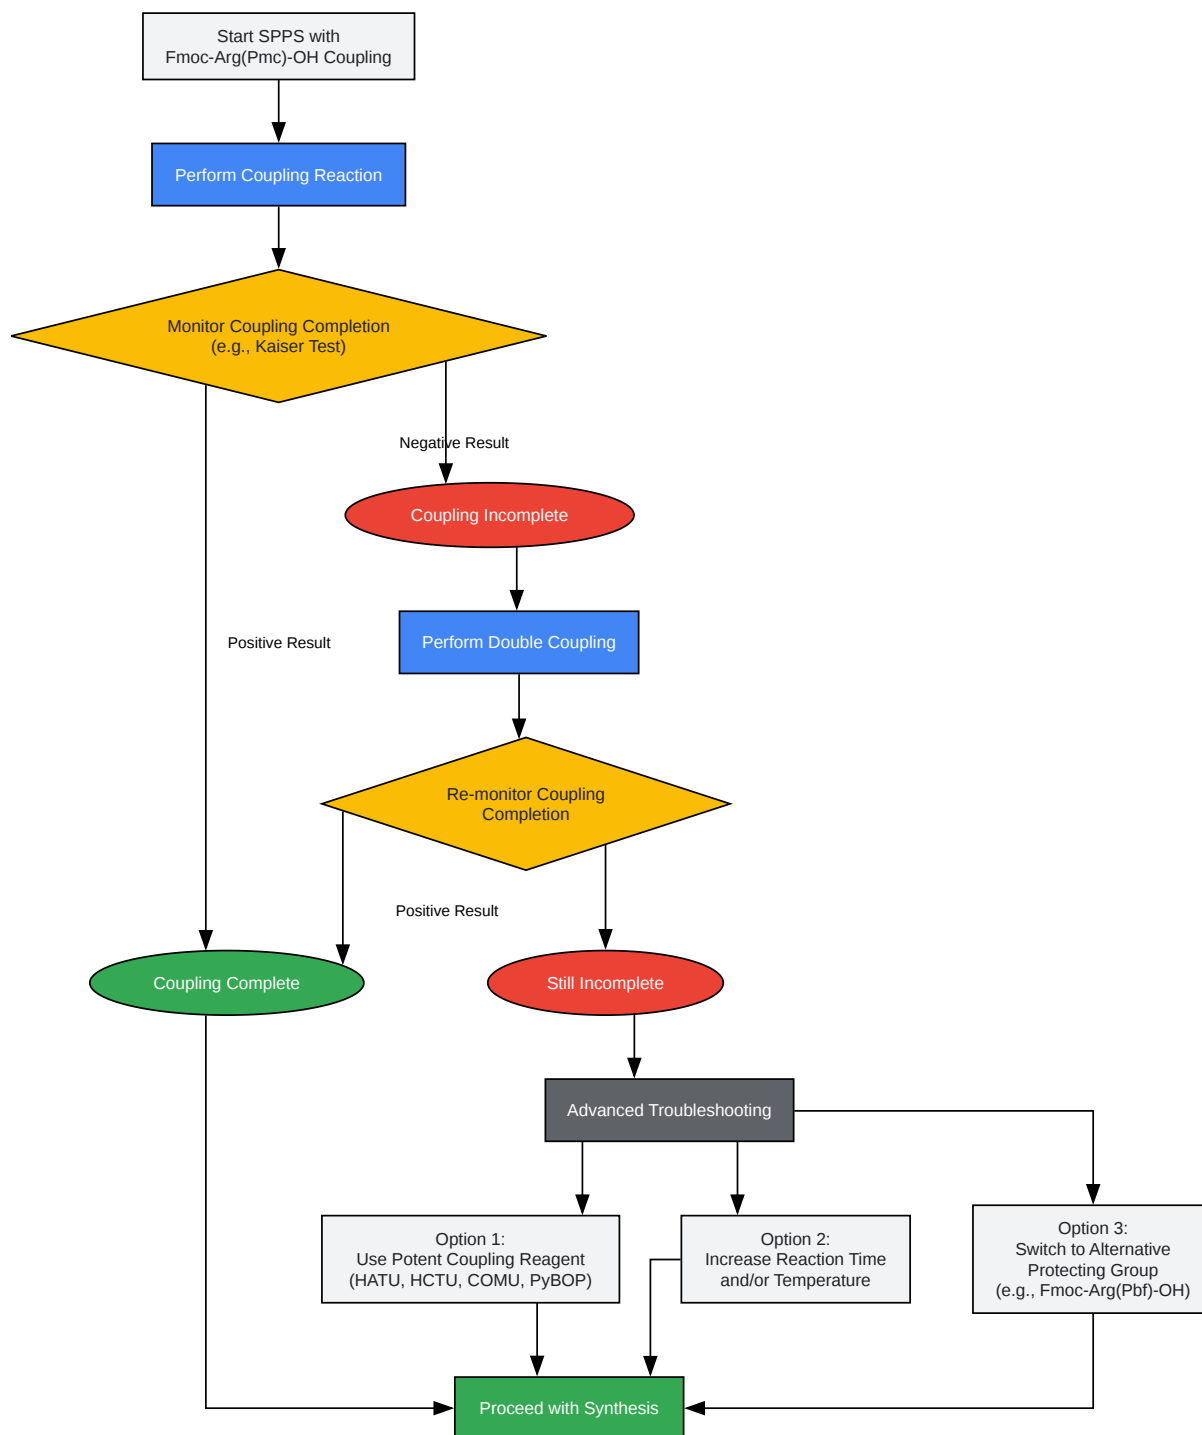 Start SPPS with
Fmoc-Arg(Pmc)-OH Coupling
Perform Coupling Reaction
Monitor Coupling Completion
(e.g., Kaiser Test)
Negative Result
Coupling Incomplete
Positive Result
Perform Double Coupling
Re-monitor Coupling
Completion
Positive Result
Coupling Complete
Still Incomplete
Advanced Troubleshooting
Option 1:
Use Potent Coupling Reagent
(HATU, HCTU, COMU, PyBOP)
Option 2:
Increase Reaction Time
and/or Temperature
Option 3:
Switch to Alternative
Protecting Group
(e.g., Fmoc-Arg(Pbf)-OH)
Proceed with Synthesis